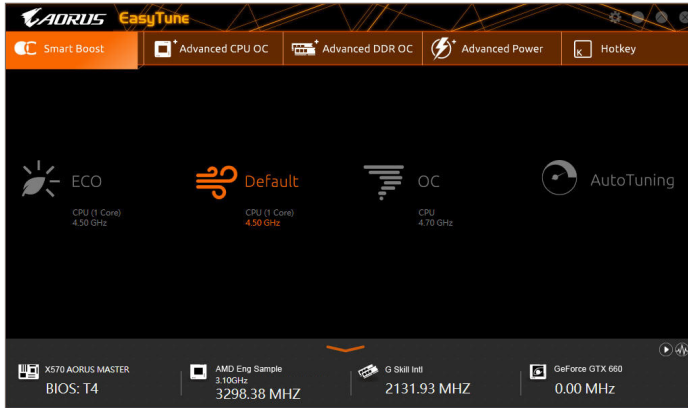 AORUS EasyTune
Smart Boost
Advanced CPU OC
Advanced DDR OC
Advanced Power
K Hotkey
ECO
CPU (1 Core)
4.50 GHz
Default
CPU (1 Core)
4.50 GHz
OC
CPU
4.70 GHz
AutoTuning
X570 AORUS MASTER
BIOS: T4
AMD Eng Sample
3.10GHz
3298.38 MHZ
G Skill Intl
2131.93 MHZ
GeForce GTX 660
0.00 MHz